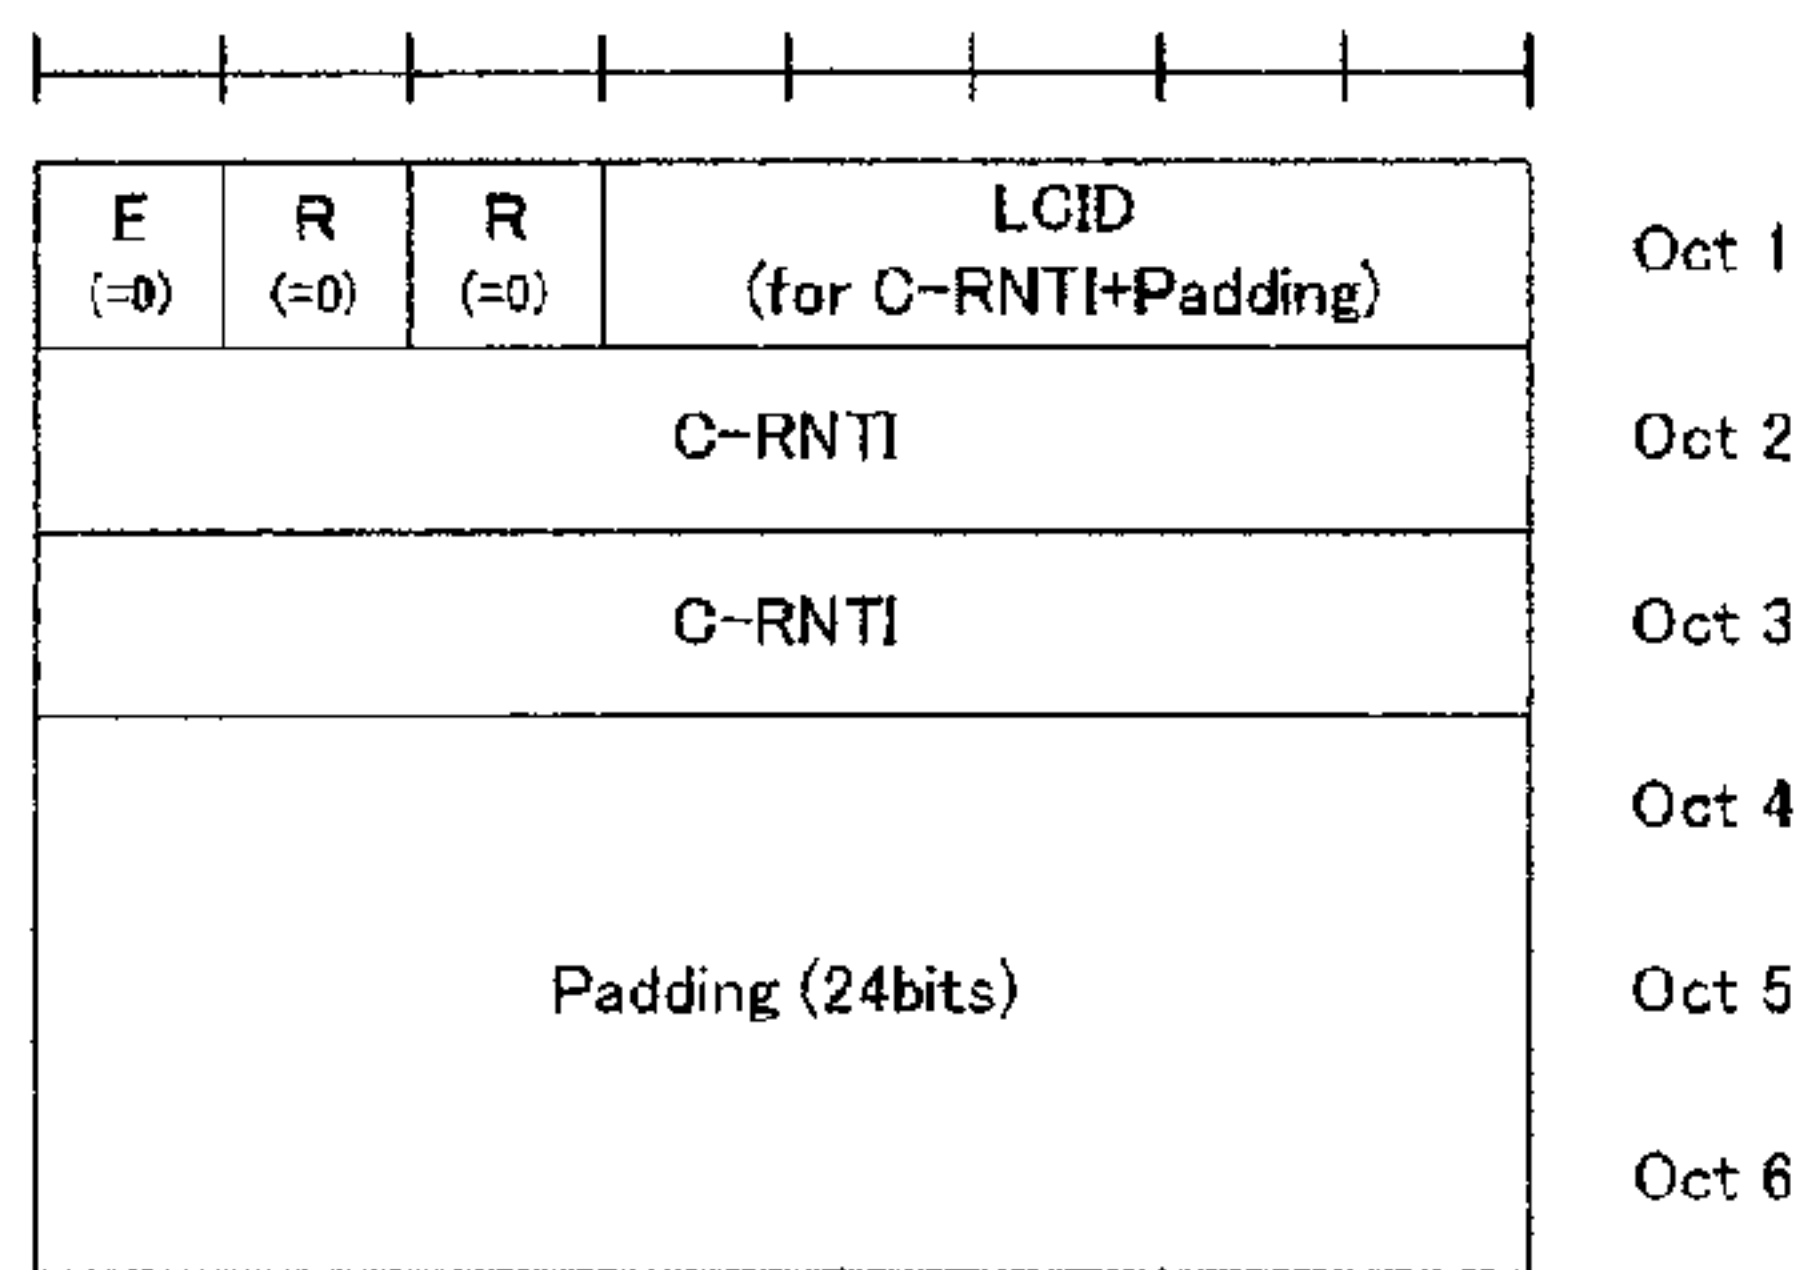 E R R LCID Oct 1
(=0) (=0) (=0) (for C-RNTI+Padding)
C-RNTI Oct 2
C-RNTI Oct 3
Oct 4
Padding (24bits) Oct 5
Oct 6